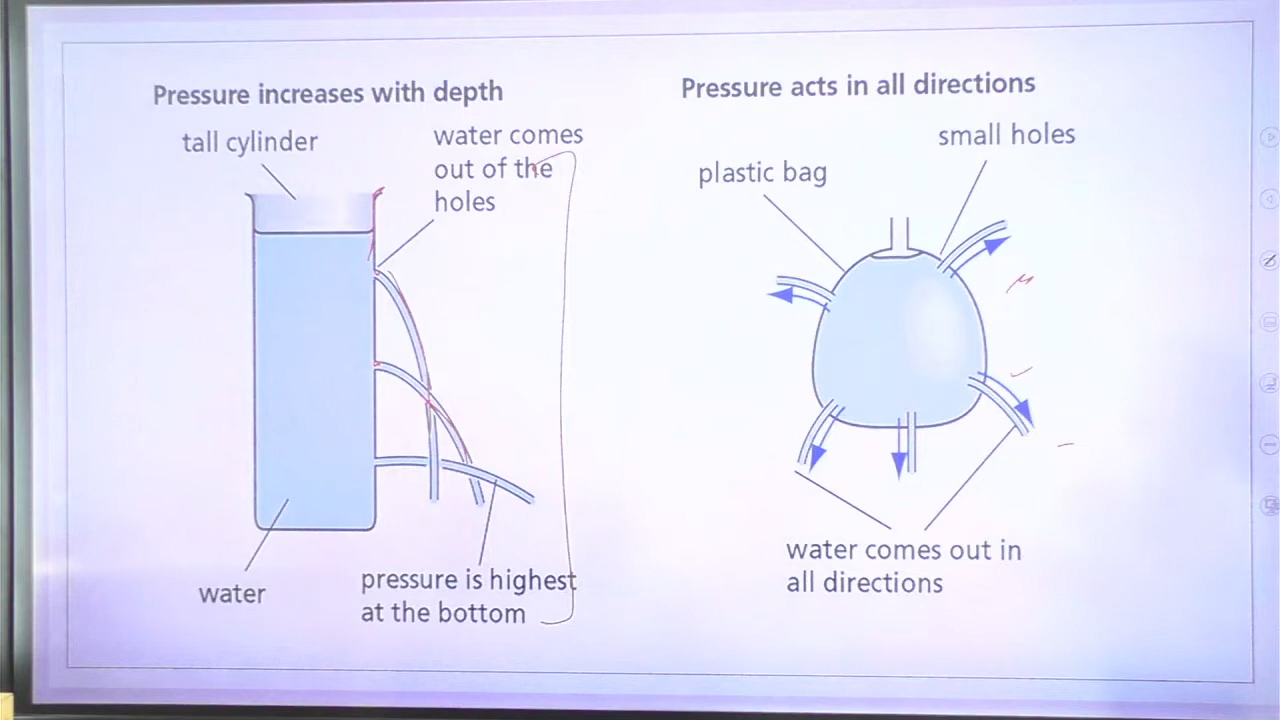 Pressure increases with depth
tall cylinder
water comes
out of the
holes
water
pressure is highest
at the bottom
Pressure acts in all directions
small holes
plastic bag
water comes out in
all directions